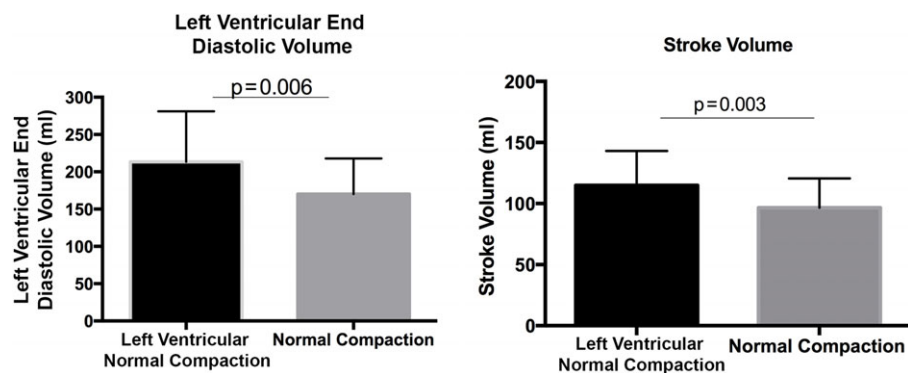 Left Ventricular End
Diastolic Volume
Left Ventricular End
Diastolic Volume (ml)
300
250
200
150
100
50
0
p=0.006
Left Ventricular
Normal Compaction
Normal Compaction
Stroke Volume
Stroke Volume (ml)
200
150
100
50
0
p=0.003
Left Ventricular
Normal Compaction
Normal Compaction